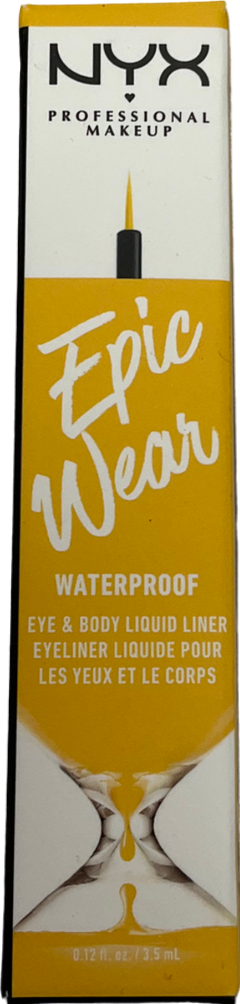 NYX
PROFESSIONAL
MAKEUP
Epic
Wear
WATERPROOF
EYE & BODY LIQUID LINER
EYELINER LIQUIDE POUR
LES YEUX ET LE CORPS
0.12 fl. oz. / 3.5 mL